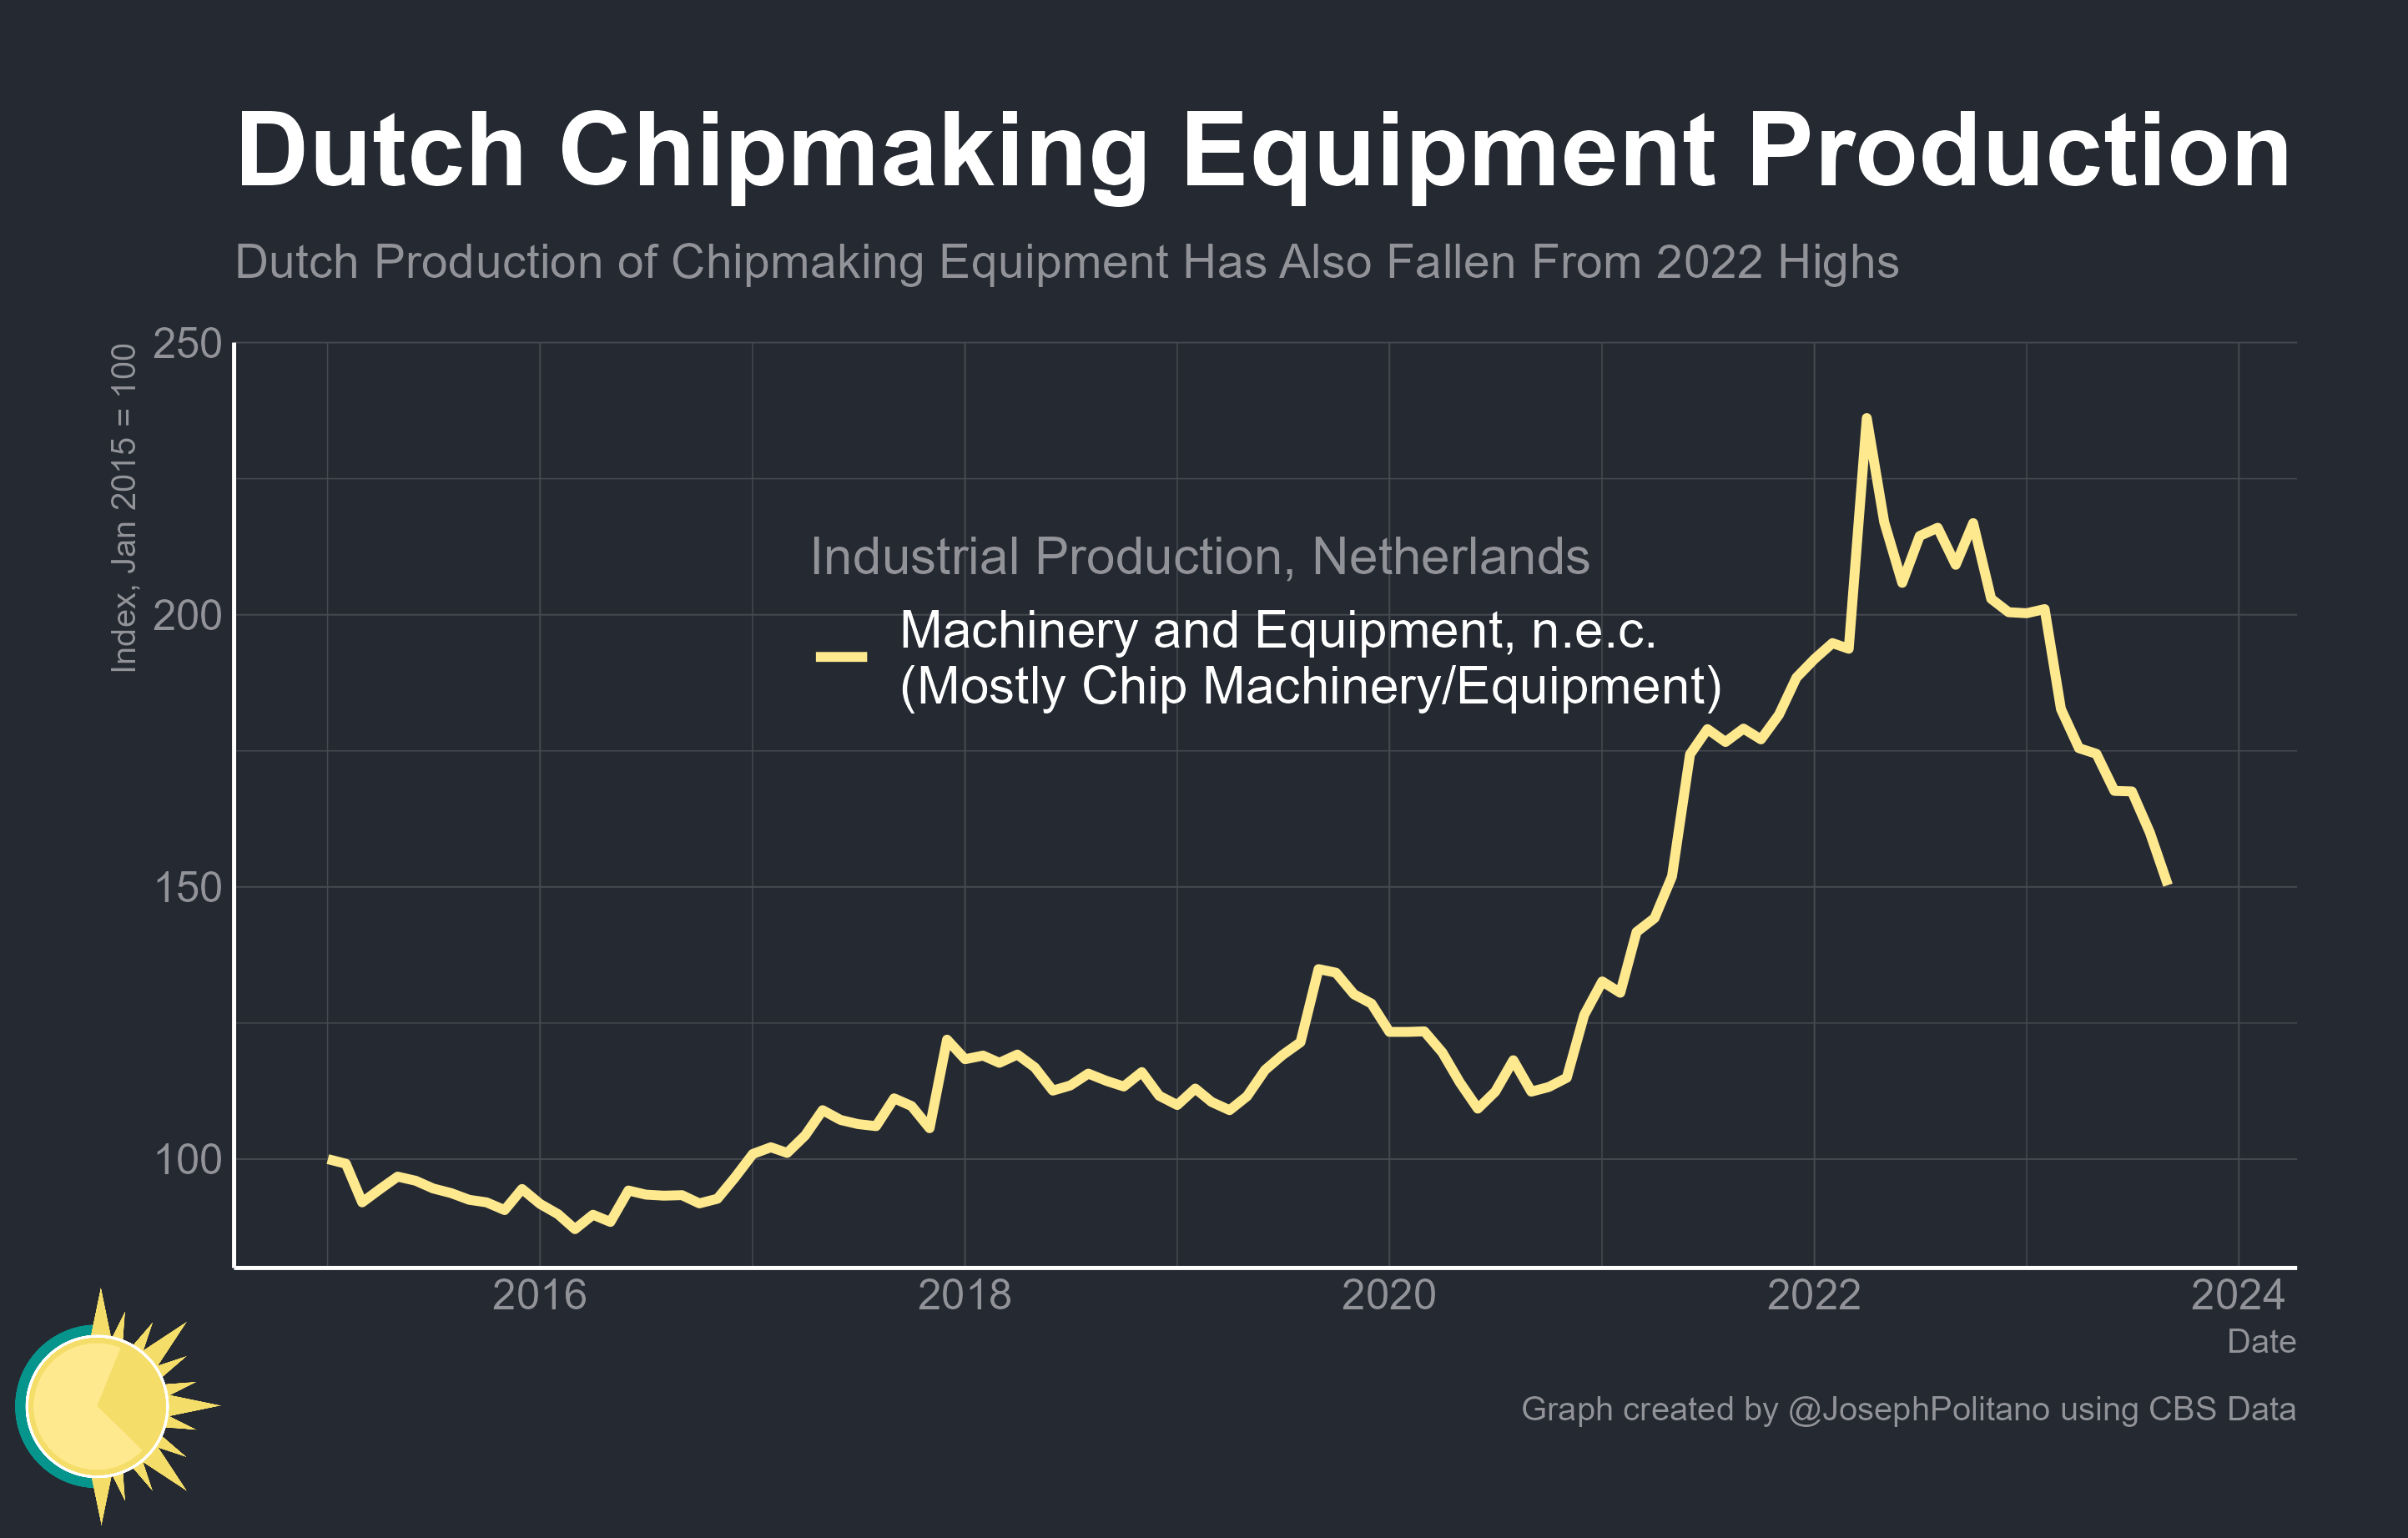 Dutch Chipmaking Equipment Production
Dutch Production of Chipmaking Equipment Has Also Fallen From 2022 Highs
Index, Jan 2015 = 100
250
200
150
100
Industrial Production, Netherlands
Machinery and Equipment, n.e.c.
(Mostly Chip Machinery/Equipment)
2016
2018
2020
2022
2024
Date
Graph created by @JosephPolitano using CBS Data